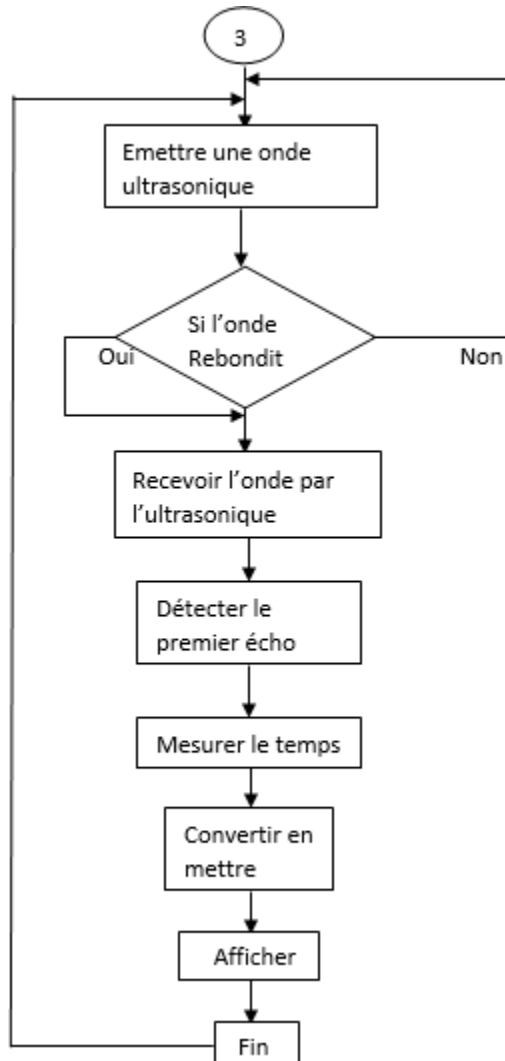 3
Emettre une onde
ultrasonique
Si l’onde
Rebondit
Oui
Non
Recevoir l’onde par
l’ultrasonique
Détecter le
premier écho
Mesurer le temps
Convertir en
mettre
Afficher
Fin